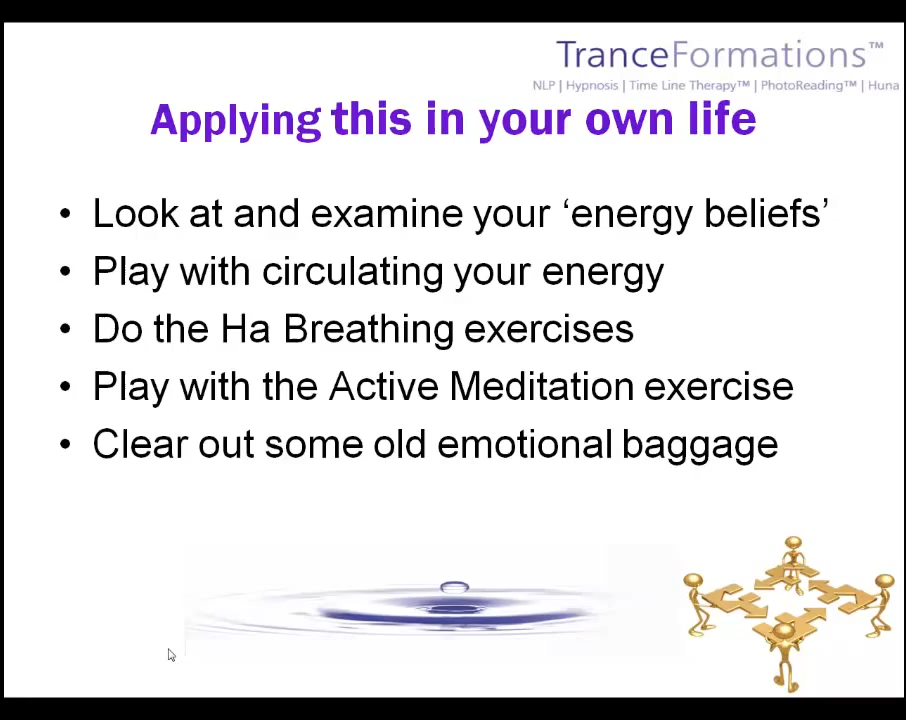 TranceFormations™
NLP | Hypnosis | Time Line Therapy™ | PhotoReading™ | Huna
Applying this in your own life
• Look at and examine your ‘energy beliefs’
• Play with circulating your energy
• Do the Ha Breathing exercises
• Play with the Active Meditation exercise
• Clear out some old emotional baggage